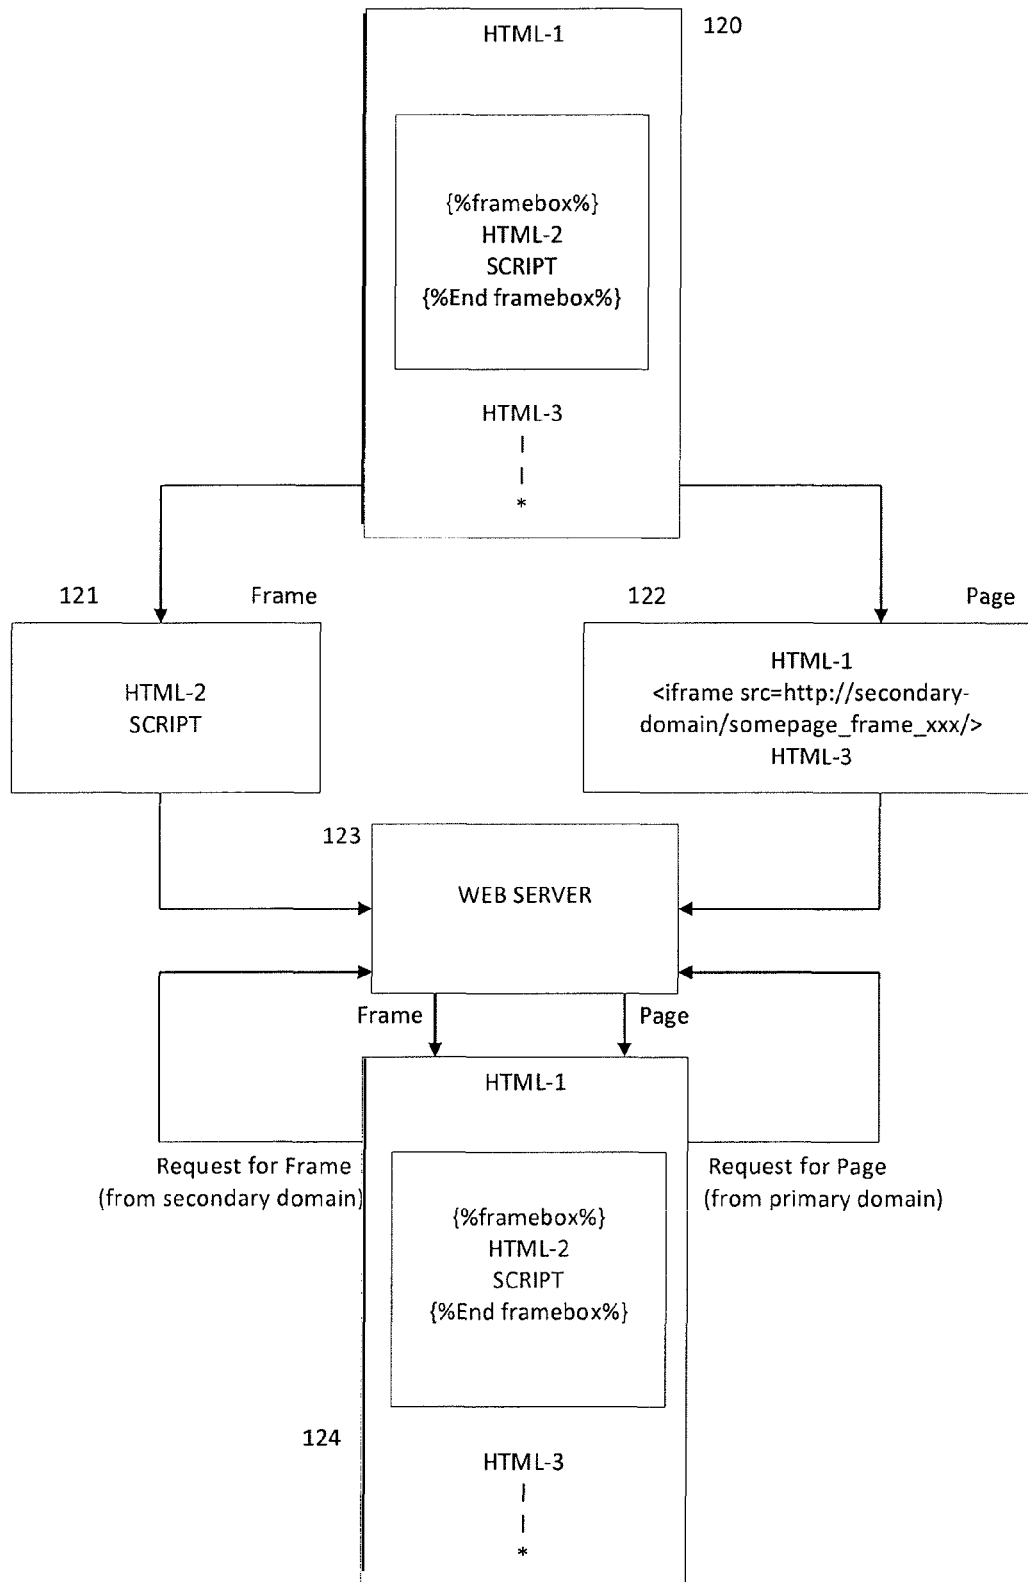 HTML-1
120
{%framebox%}
HTML-2
SCRIPT
{%End framebox%}
HTML-3
|
|
*
121
Frame
122
Page
HTML-2
SCRIPT
HTML-1
<iframe src=http://secondary-
domain/somepage_frame_xxx/>
HTML-3
123
WEB SERVER
Frame
Page
HTML-1
Request for Frame
(from secondary domain)
Request for Page
(from primary domain)
{%framebox%}
HTML-2
SCRIPT
{%End framebox%}
124
HTML-3
|
|
*